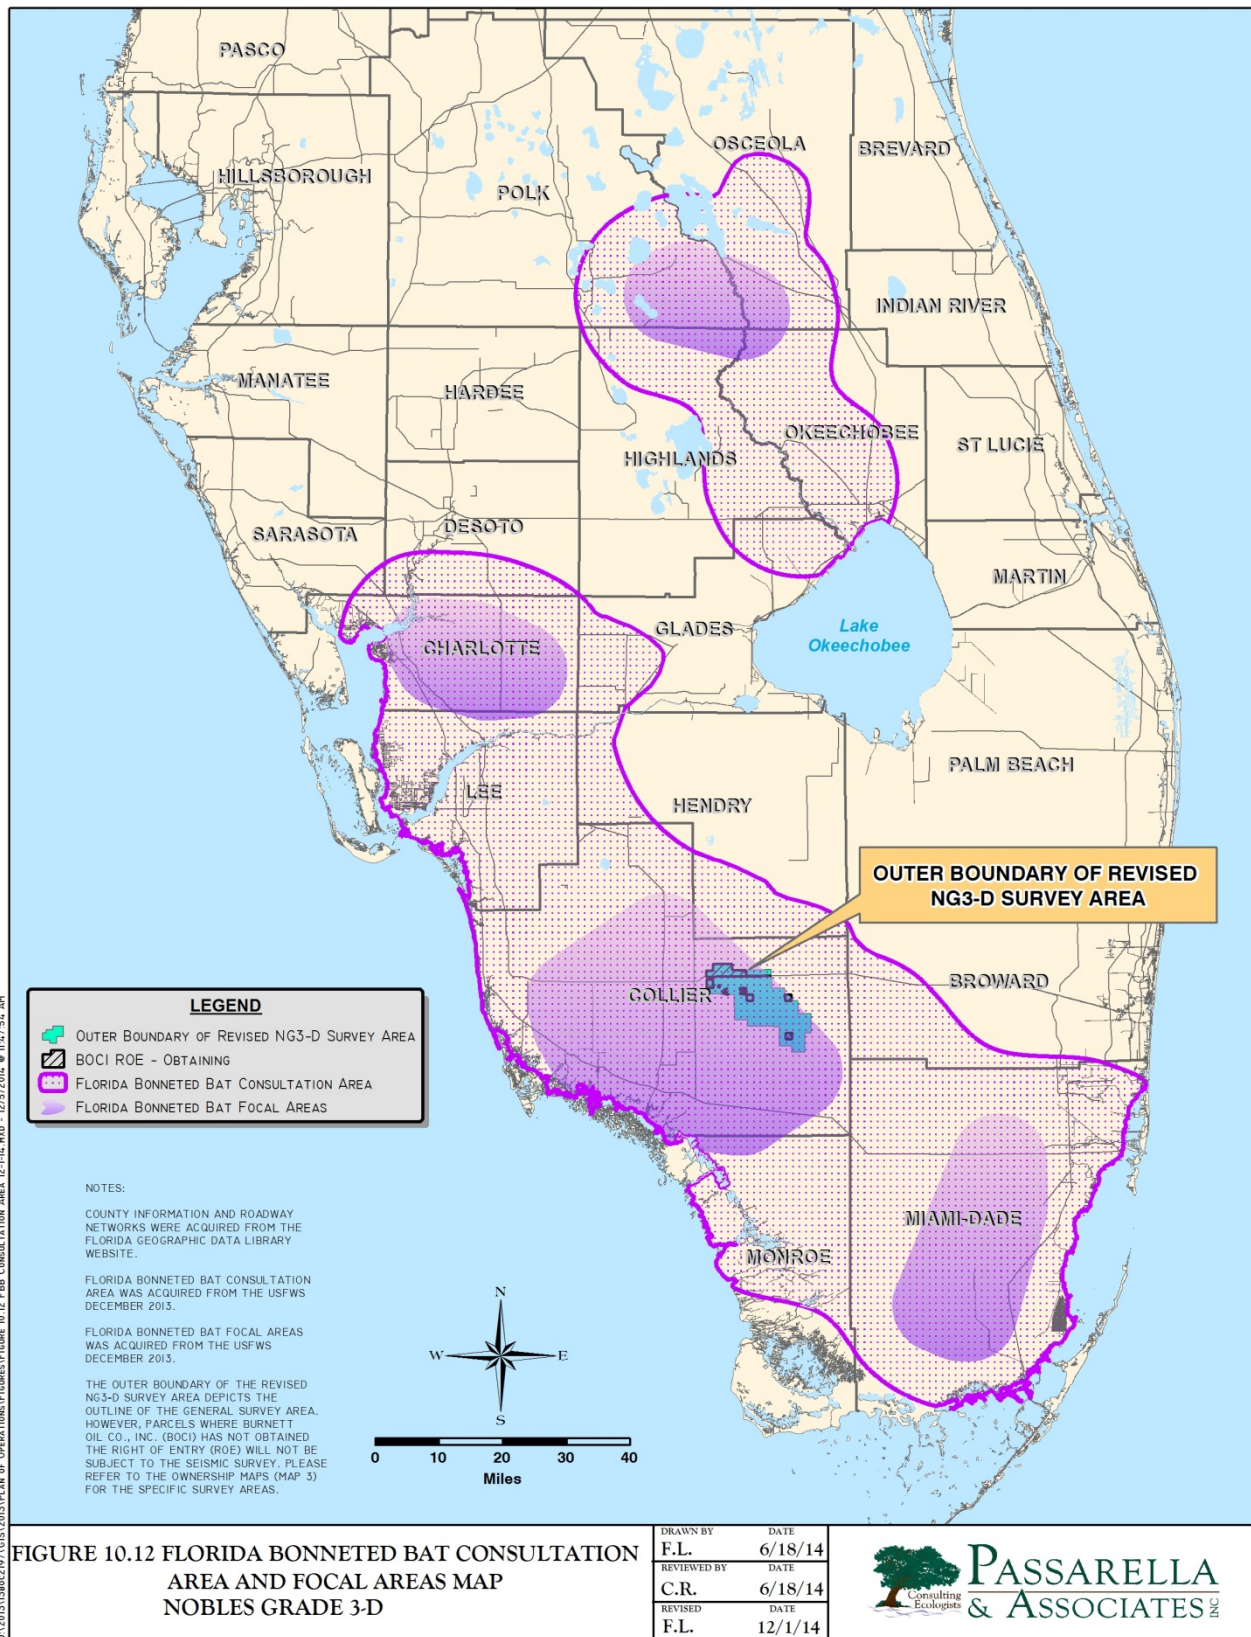 PASCO
OSCEOLA
BREVARD
HILLSBOROUGH
POLK
INDIAN RIVER
MANATEE
HARDEE
OKEECHOBEE
ST LUCIE
HIGHLANDS
SARASOTA
DESOTO
MARTIN
GLADES
Lake
Okeechobee
CHARLOTTE
PALM BEACH
LEE
HENDRY
OUTER BOUNDARY OF REVISED
NG3-D SURVEY AREA
COLLIER
BROWARD
MIAMI-DADE
MONROE
LEGEND
OUTER BOUNDARY OF REVISED NG3-D SURVEY AREA
BOCI ROE - OBTAINING
FLORIDA BONNETED BAT CONSULTATION AREA
FLORIDA BONNETED BAT FOCAL AREAS
NOTES:
COUNTY INFORMATION AND ROADWAY
NETWORKS WERE ACQUIRED FROM THE
FLORIDA GEOGRAPHIC DATA LIBRARY
WEBSITE.
FLORIDA BONNETED BAT CONSULTATION
AREA WAS ACQUIRED FROM THE USFWS
DECEMBER 2013.
FLORIDA BONNETED BAT FOCAL AREAS
WAS ACQUIRED FROM THE USFWS
DECEMBER 2013.
THE OUTER BOUNDARY OF THE REVISED
NG3-D SURVEY AREA DEPICTS THE
OUTLINE OF THE GENERAL SURVEY AREA.
HOWEVER, PARCELS WHERE BURNETT
OIL CO., INC. (BOCI) HAS NOT OBTAINED
THE RIGHT OF ENTRY (ROE) WILL NOT BE
SUBJECT TO THE SEISMIC SURVEY. PLEASE
REFER TO THE OWNERSHIP MAPS (MAP 3)
FOR THE SPECIFIC SURVEY AREAS.
N
W E
S
0 10 20 30 40
Miles
FIGURE 10.12 FLORIDA BONNETED BAT CONSULTATION
AREA AND FOCAL AREAS MAP
NOBLES GRADE 3-D
DRAWN BY DATE
F.L. 6/18/14
REVIEWED BY DATE
C.R. 6/18/14
REVISED DATE
F.L. 12/1/14
Consulting
Ecologists
PASSARELLA
& ASSOCIATES INC